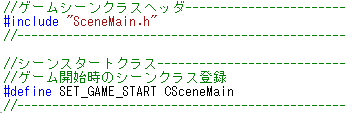 //ゲームシーンクラスヘッダ-----------------------
#include "SceneMain.h"
//-----------------------------------------------

//シーンスタートクラス---------------------------
//ゲーム開始時のシーンクラス登録
#define SET_GAME_START CSceneMain
//-----------------------------------------------